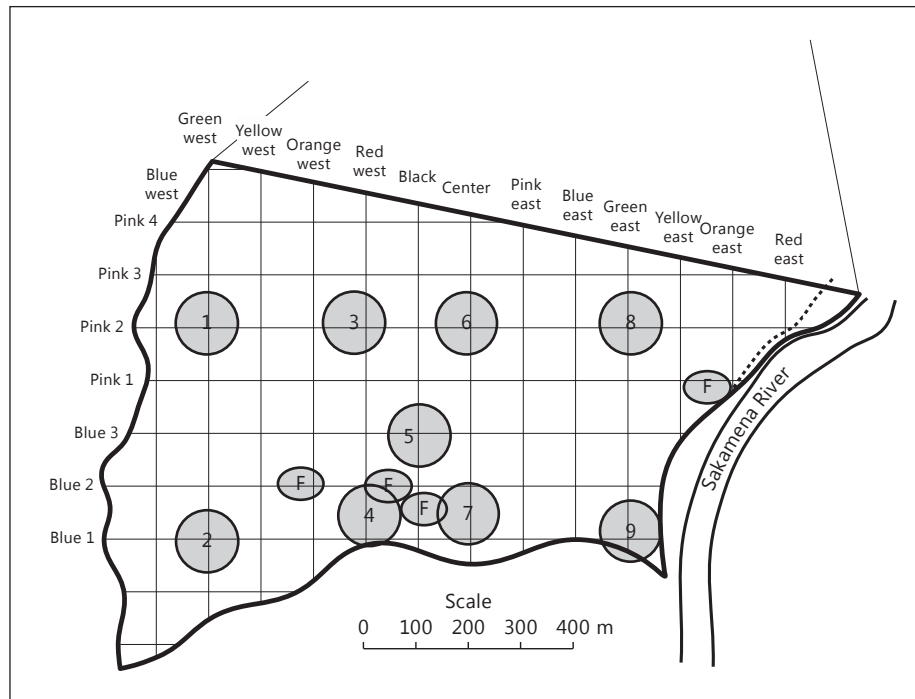 Green
west
Yellow
west
Orange
west
Red
west
Black
Center
Pink
east
Blue
east
Green
east
Yellow
east
Orange
east
Red
east
Blue
west
Pink 4
Pink 3
Pink 2
Pink 1
Blue 3
Blue 2
Blue 1
1
3
6
8
F
5
F
F
F
4
7
2
9
Sakamena River
Scale
0 100 200 300 400 m